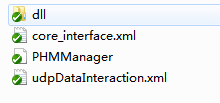 dll
core_interface.xml
PHMManager
udpDataInteraction.xml